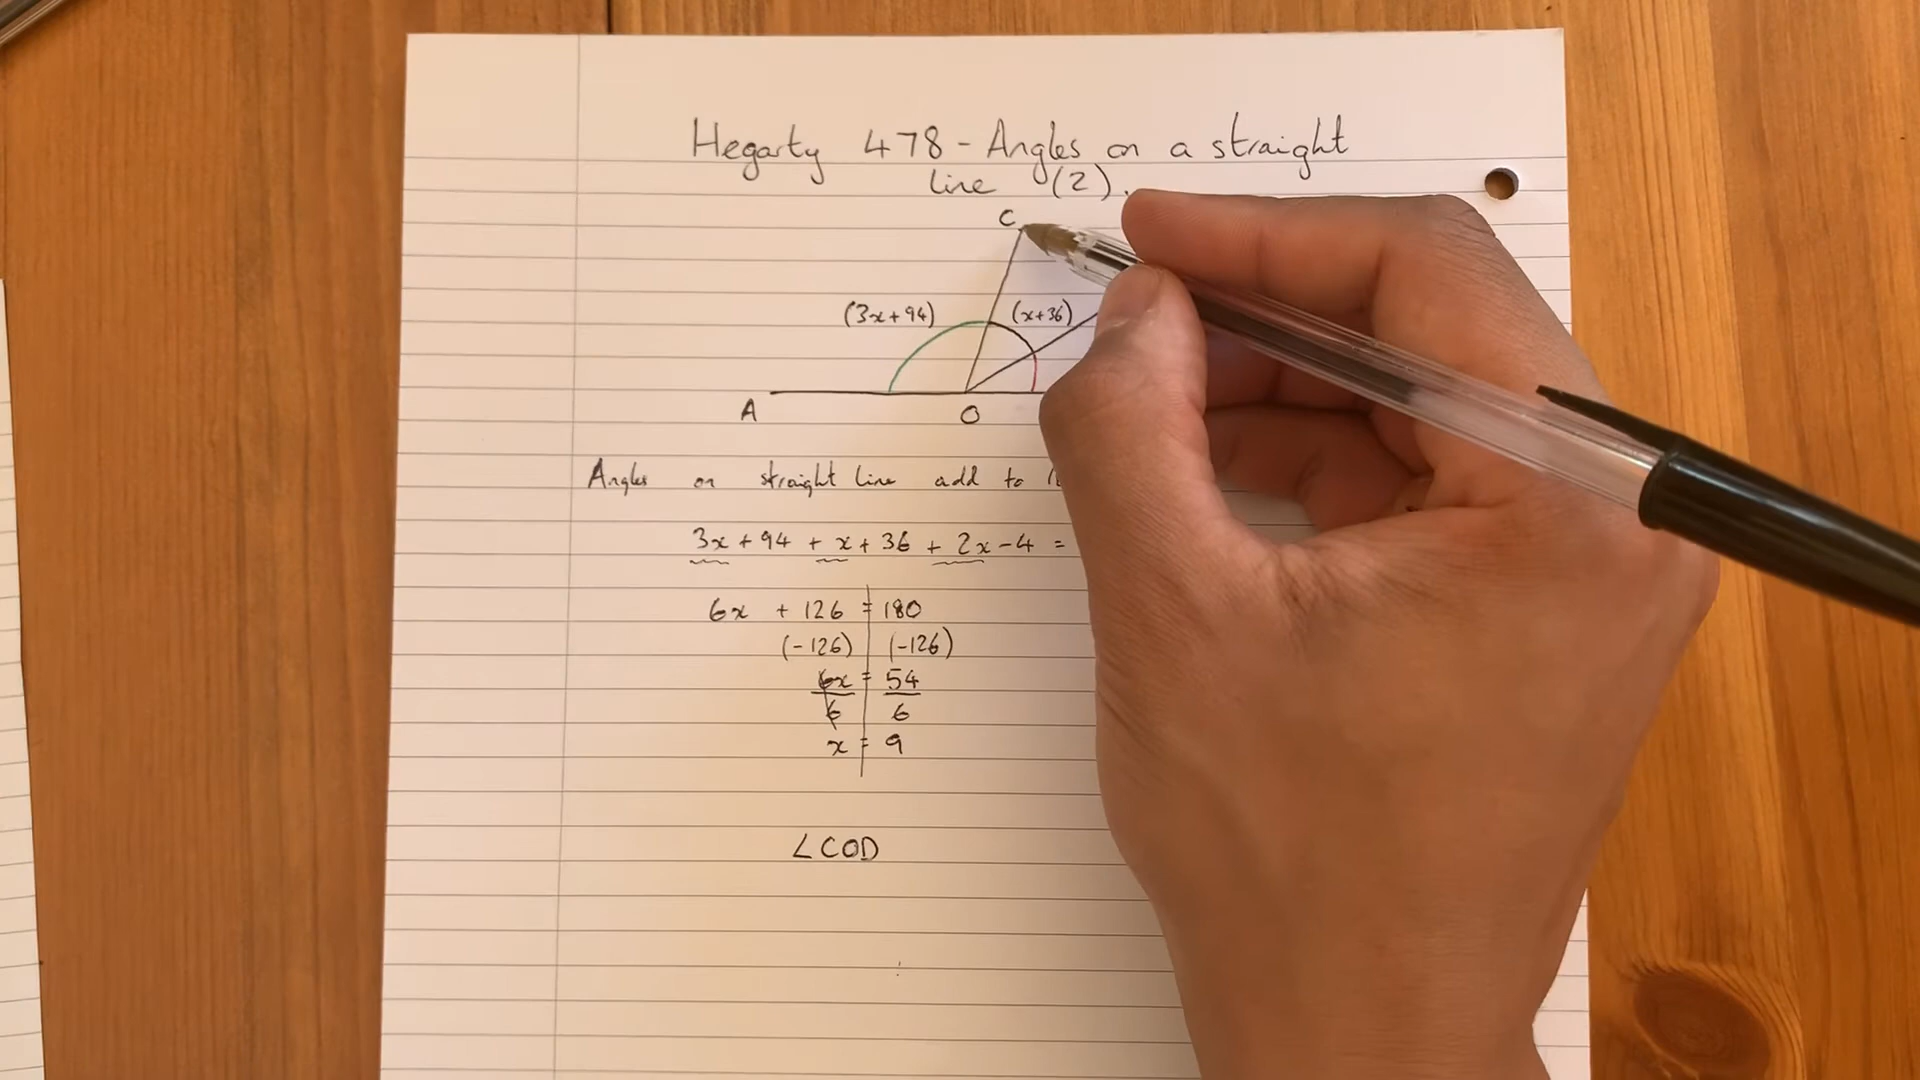 Hegarty 478 - Angles on a straight
line (2).
C
(3x+94) (x+36)
A O
Angles on straight line add to
3x + 94 + x + 36 + 2x - 4 =
6x + 126 = 180
(-126) (-126)
6x = 54
6 6
x = 9
∠COD